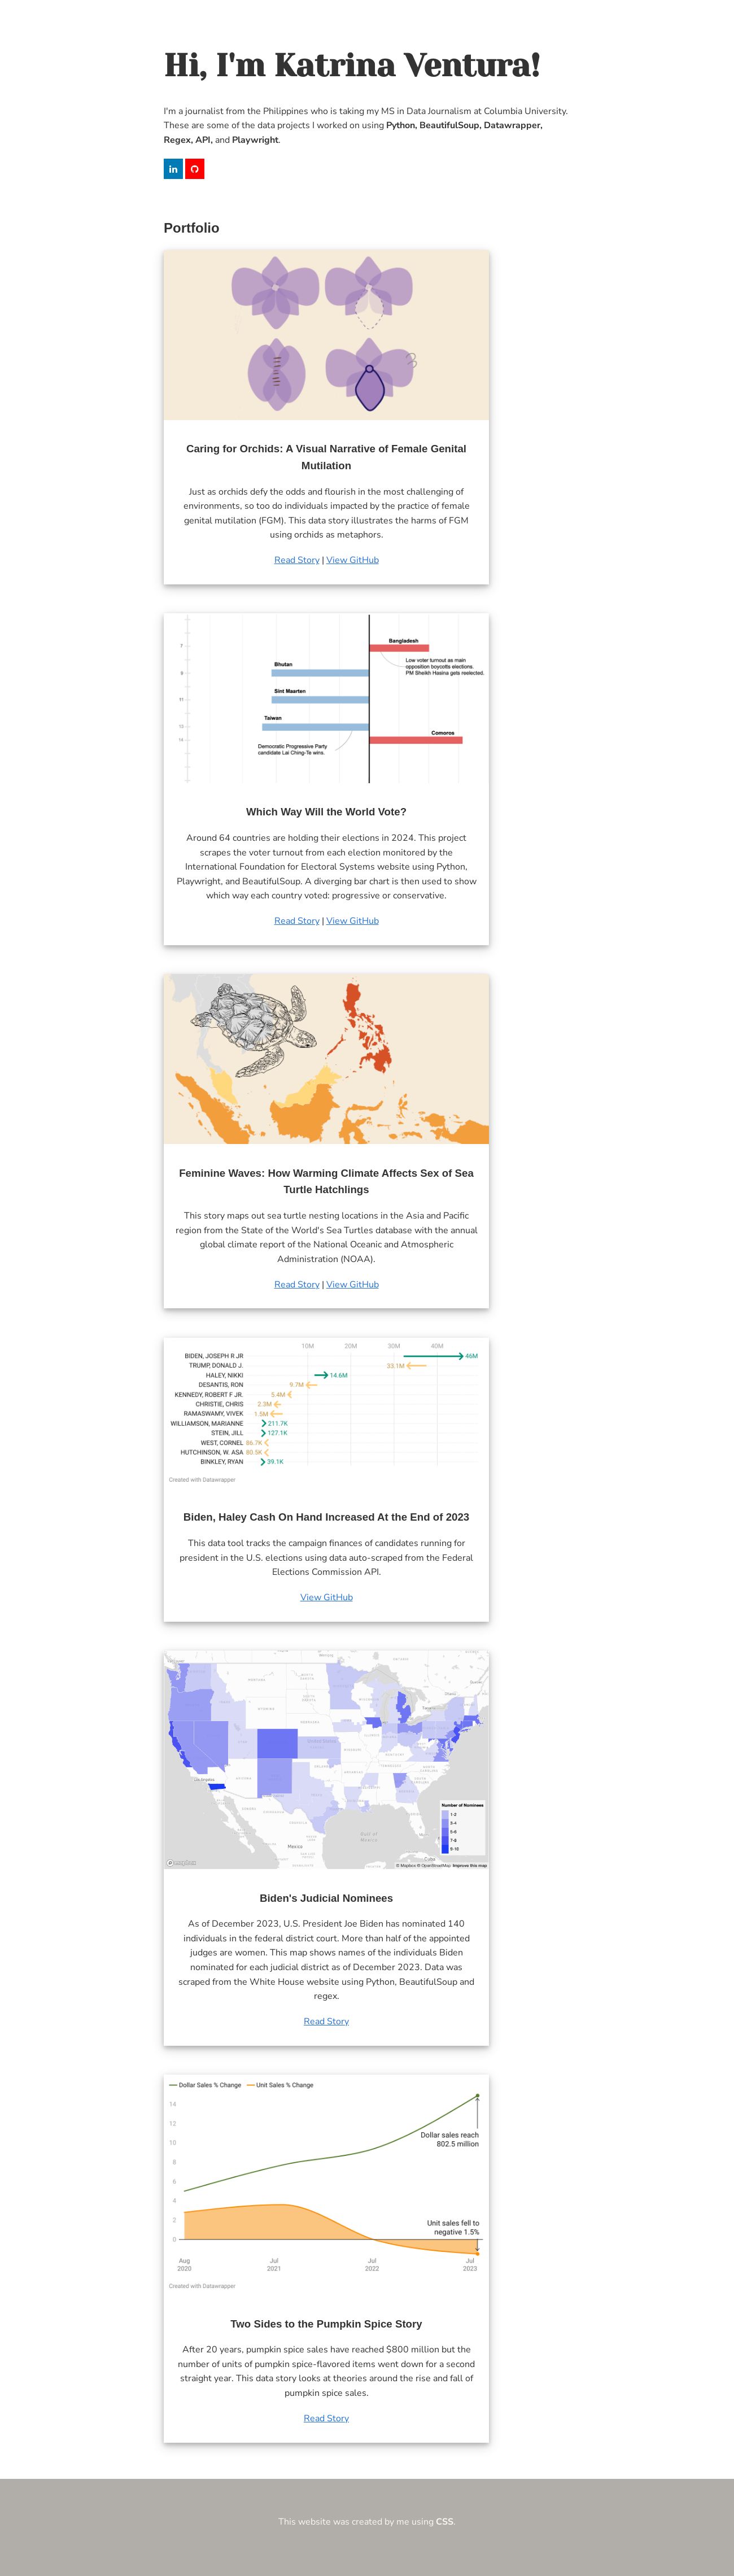 Hi, I'm Katrina Ventura!
I'm a journalist from the Philippines who is taking my MS in Data Journalism at Columbia University.
These are some of the data projects I worked on using Python, BeautifulSoup, Datawrapper,
Regex, API, and Playwright.
in
Portfolio
Caring for Orchids: A Visual Narrative of Female Genital
Mutilation
Just as orchids defy the odds and flourish in the most challenging of
environments, so too do individuals impacted by the practice of female
genital mutilation (FGM). This data story illustrates the harms of FGM
using orchids as metaphors.
Read Story | View GitHub
Bangladesh
7
Low voter turnout as main
opposition boycotts elections.
PM Sheikh Hasina gets reelected.
Bhutan
Sint Maarten
11
Taiwan
Comoros
Democratic Progressive Party
candidate Lai Ching-Te wins.
Which Way Will the World Vote?
Around 64 countries are holding their elections in 2024. This project
scrapes the voter turnout from each election monitored by the
International Foundation for Electoral Systems website using Python,
Playwright, and BeautifulSoup. A diverging bar chart is then used to show
which way each country voted: progressive or conservative.
Read Story | View GitHub
Feminine Waves: How Warming Climate Affects Sex of Sea
Turtle Hatchlings
This story maps out sea turtle nesting locations in the Asia and Pacific
region from the State of the World's Sea Turtles database with the annual
global climate report of the National Oceanic and Atmospheric
Administration (NOAA).
Read Story | View GitHub
10M 20M 30M 40M
BIDEN, JOSEPH R JR 46M
TRUMP, DONALD J. 33.1M
HALEY, NIKKI 14.6M
DESANTIS, RON 9.7M
KENNEDY, ROBERT F JR. 5.4M
CHRISTIE, CHRIS 2.3M
RAMASWAMY, VIVEK 1.5M
WILLIAMSON, MARIANNE 211.7K
STEIN, JILL 127.1K
WEST, CORNEL 86.7K
HUTCHINSON, W. ASA 80.5K
BINKLEY, RYAN 39.1K
Created with Datawrapper
Biden, Haley Cash On Hand Increased At the End of 2023
This data tool tracks the campaign finances of candidates running for
president in the U.S. elections using data auto-scraped from the Federal
Elections Commission API.
View GitHub
Los Angeles
Number of Nominees
1-2
3-4
5-6
7-8
9-10
Gulf of
Mexico
Mexico
Cuba
© Mapbox © OpenStreetMap Improve this map
Biden's Judicial Nominees
As of December 2023, U.S. President Joe Biden has nominated 140
individuals in the federal district court. More than half of the appointed
judges are women. This map shows names of the individuals Biden
nominated for each judicial district as of December 2023. Data was
scraped from the White House website using Python, BeautifulSoup and
regex.
Read Story
Dollar Sales % Change Unit Sales % Change
14
12
Dollar sales reach
802.5 million
10
8
6
4
2
Unit sales fell to
negative 1.5%
0
Aug Jul Jul Jul
2020 2021 2022 2023
Created with Datawrapper
Two Sides to the Pumpkin Spice Story
After 20 years, pumpkin spice sales have reached $800 million but the
number of units of pumpkin spice-flavored items went down for a second
straight year. This data story looks at theories around the rise and fall of
pumpkin spice sales.
Read Story
This website was created by me using CSS.